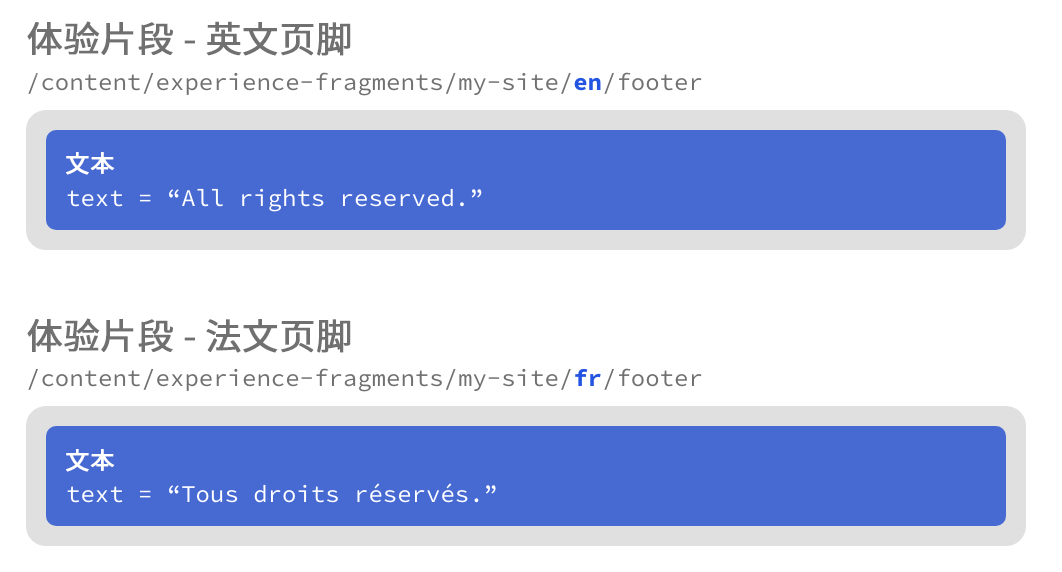 体验片段 - 英文页脚
/content/experience-fragments/my-site/en/footer
文本
text = “All rights reserved.”
体验片段 - 法文页脚
/content/experience-fragments/my-site/fr/footer
文本
text = “Tous droits réservés.”